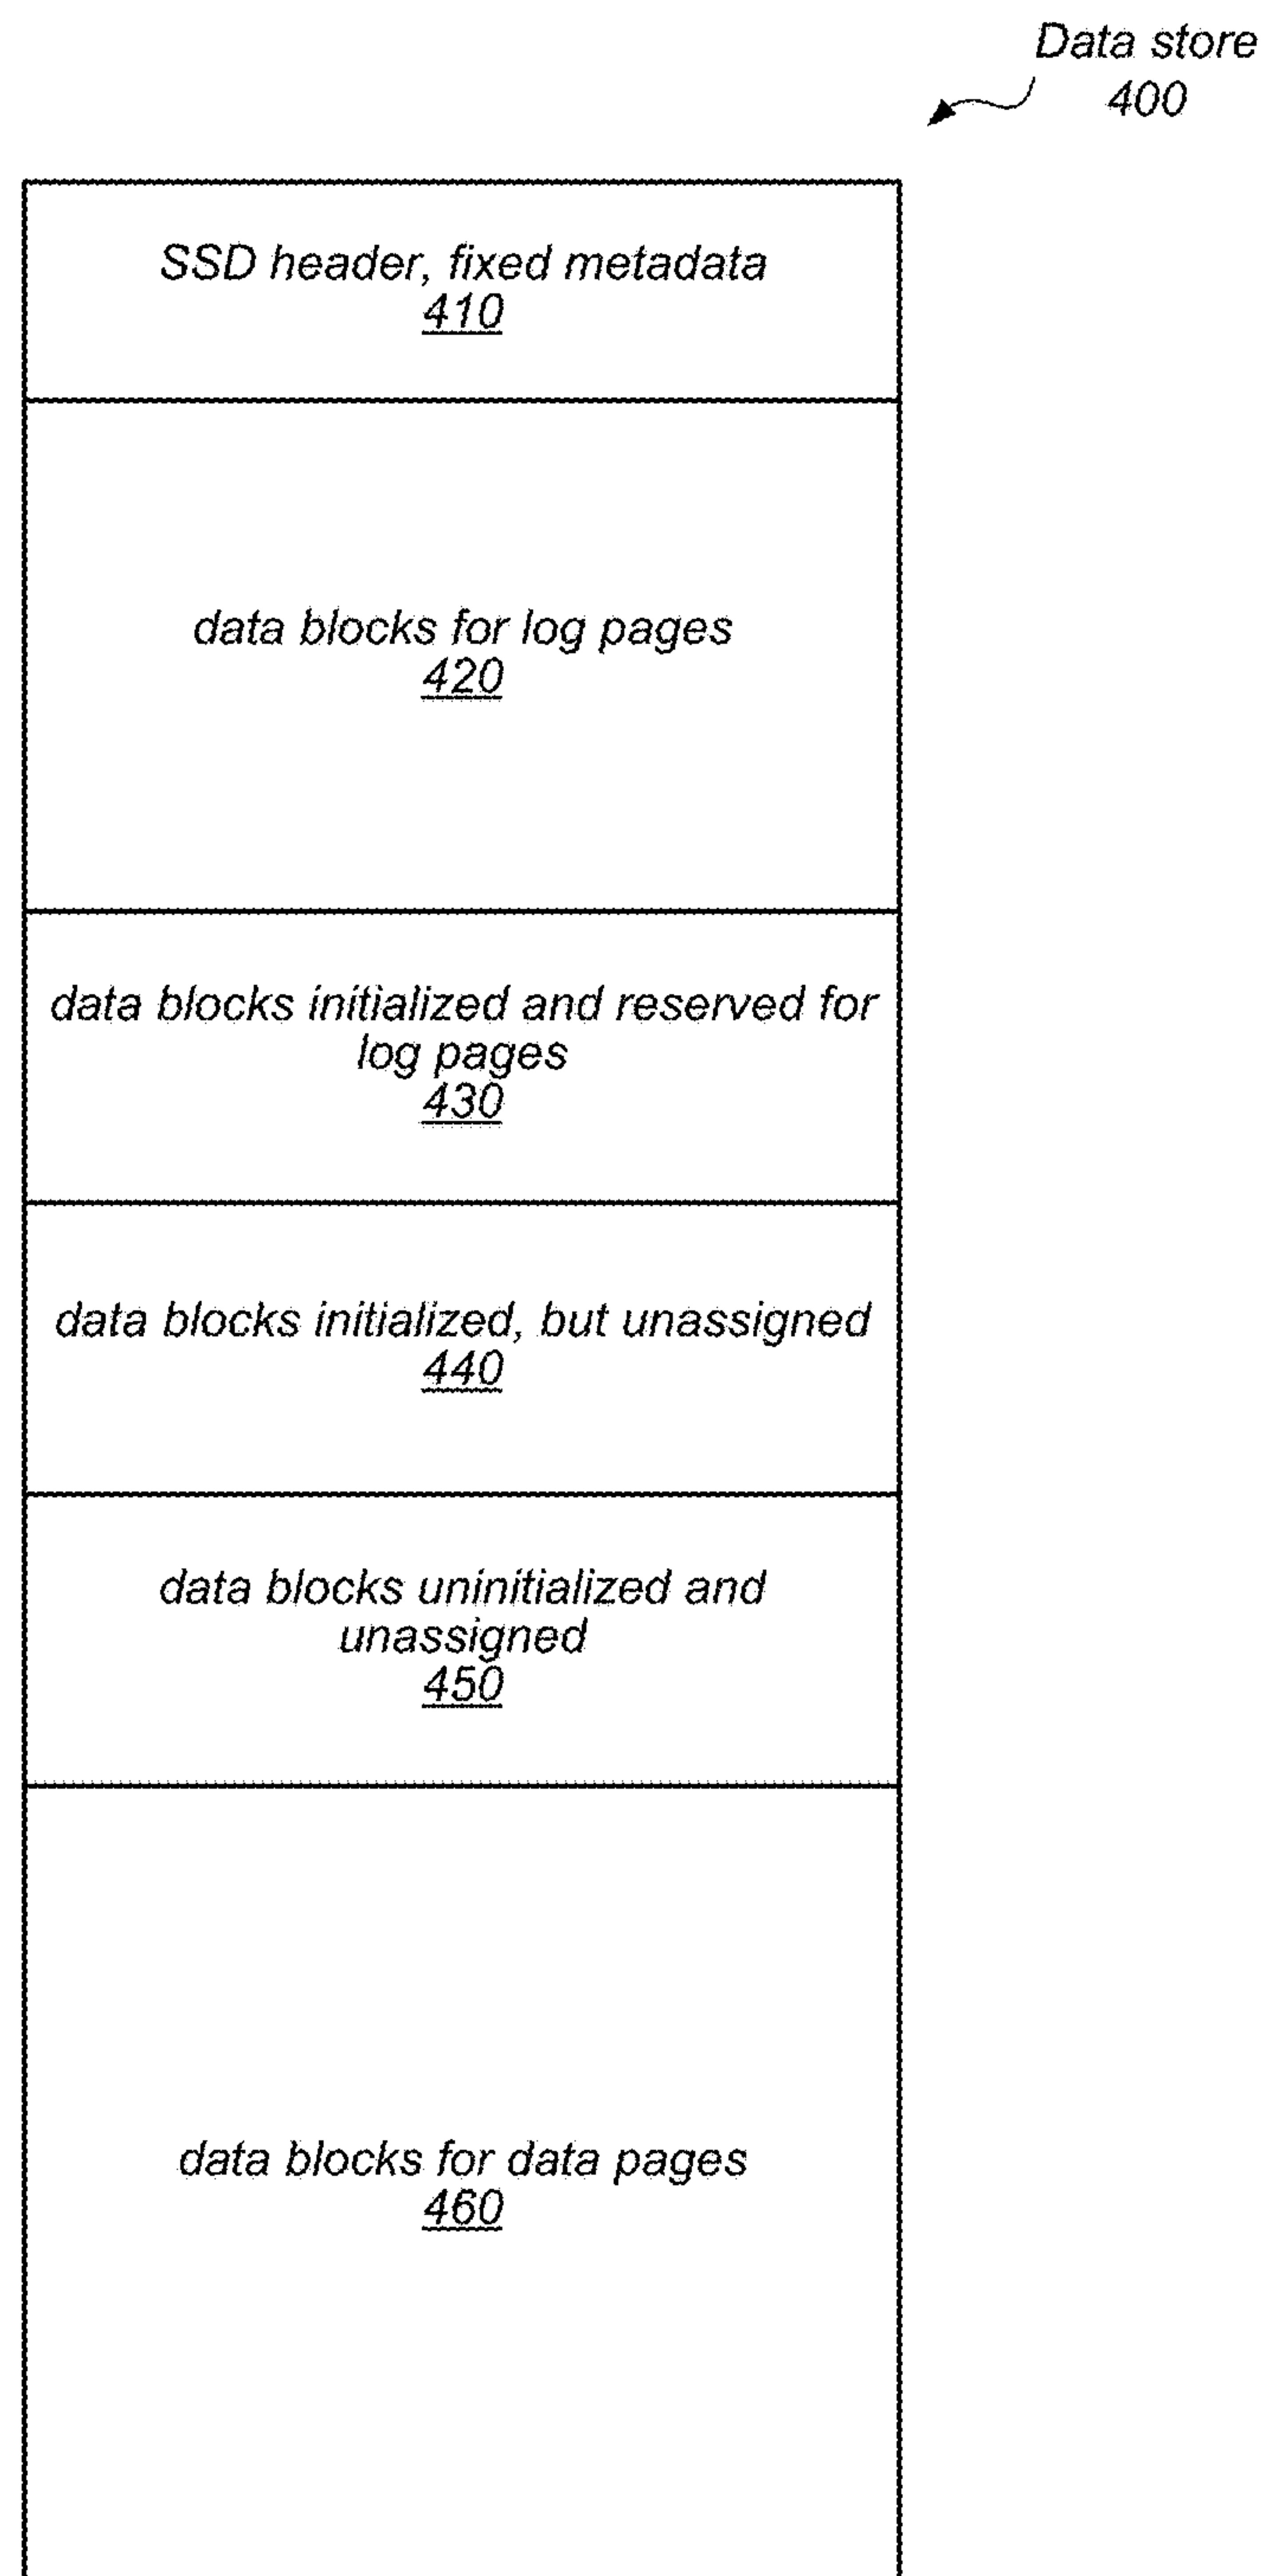 Data store
400
SSD header, fixed metadata
410
data blocks for log pages
420
data blocks initialized and reserved for
log pages
430
data blocks initialized, but unassigned
440
data blocks uninitialized and
unassigned
450
data blocks for data pages
460